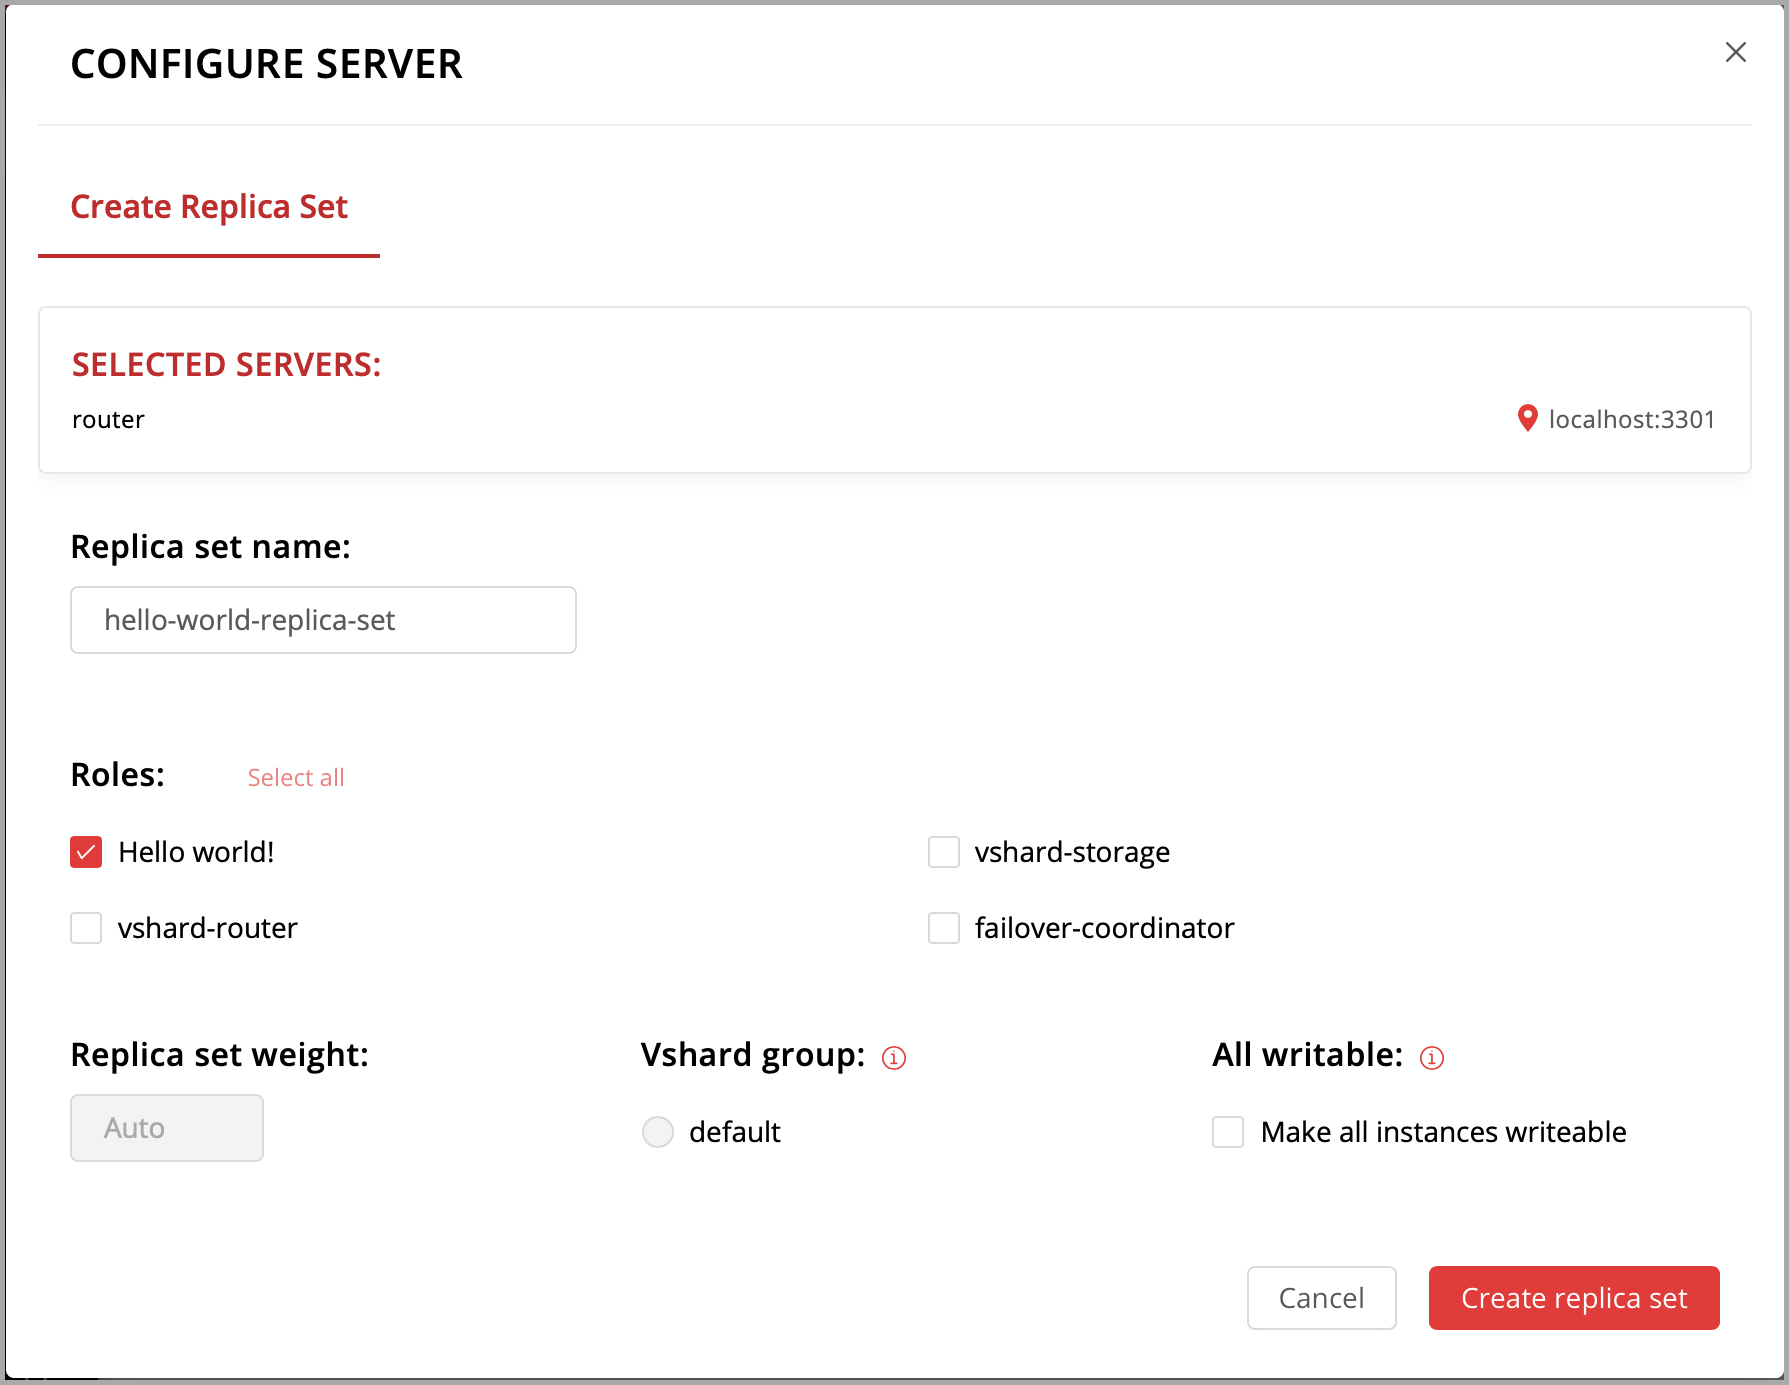 CONFIGURE SERVER
Create Replica Set
SELECTED SERVERS:
router localhost:3301
Replica set name:
hello-world-replica-set
Roles: Select all
Hello world! vshard-storage
vshard-router failover-coordinator
Replica set weight: Vshard group: All writable:
Auto default Make all instances writeable
Cancel Create replica set